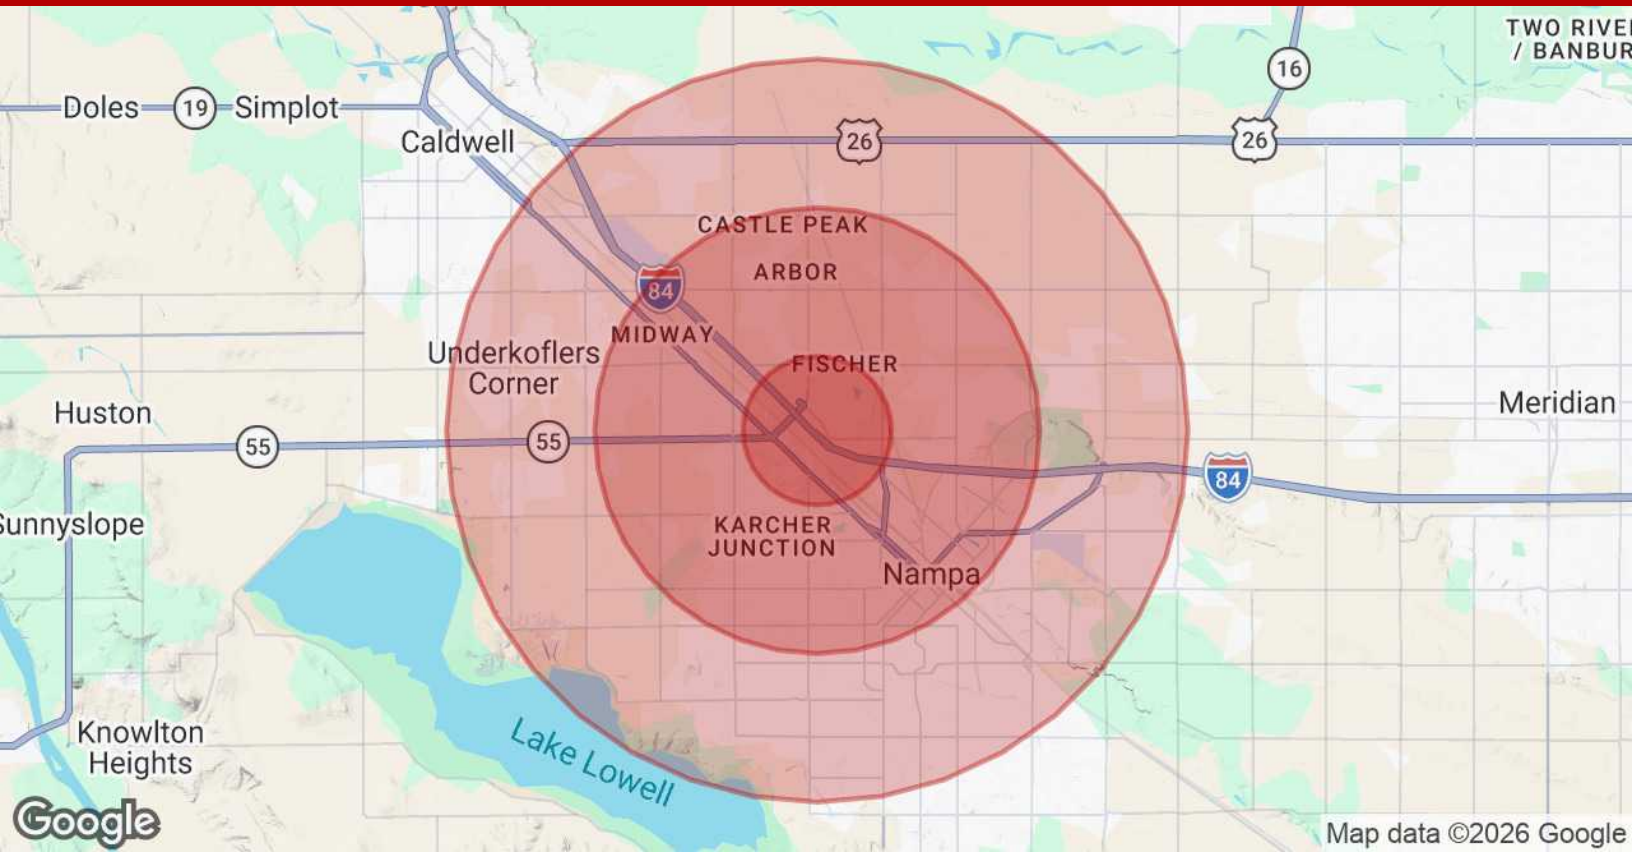 TWO RIVE
/ BANBUR
16
Doles
19
Simplot
Caldwell
26
26
CASTLE PEAK
ARBOR
84
MIDWAY
FISCHER
Underkoflers
Corner
Huston
Meridian
55
55
84
Sunnyslope
KARCHER
JUNCTION
Nampa
Knowlton
Heights
Lake Lowell
Google
Map data ©2026 Google